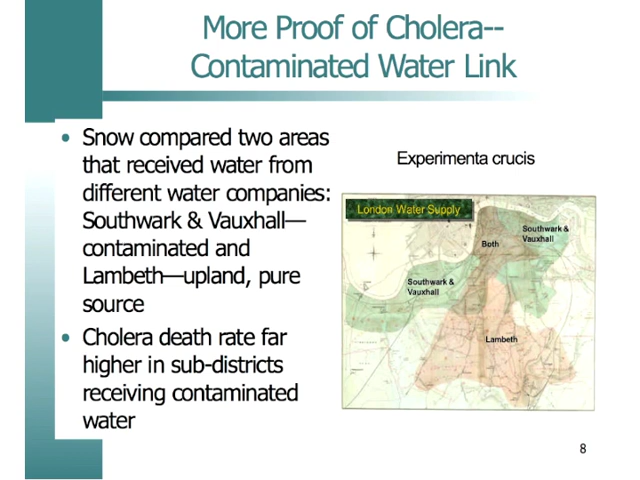 More Proof of Cholera--
Contaminated Water Link
• Snow compared two areas
that received water from
different water companies:
Southwark & Vauxhall—
contaminated and
Lambeth—upland, pure
source
• Cholera death rate far
higher in sub-districts
receiving contaminated
water
Experimenta crucis
London Water Supply
Southwark &
Vauxhall
Both
Southwark &
Vauxhall
Lambeth
8